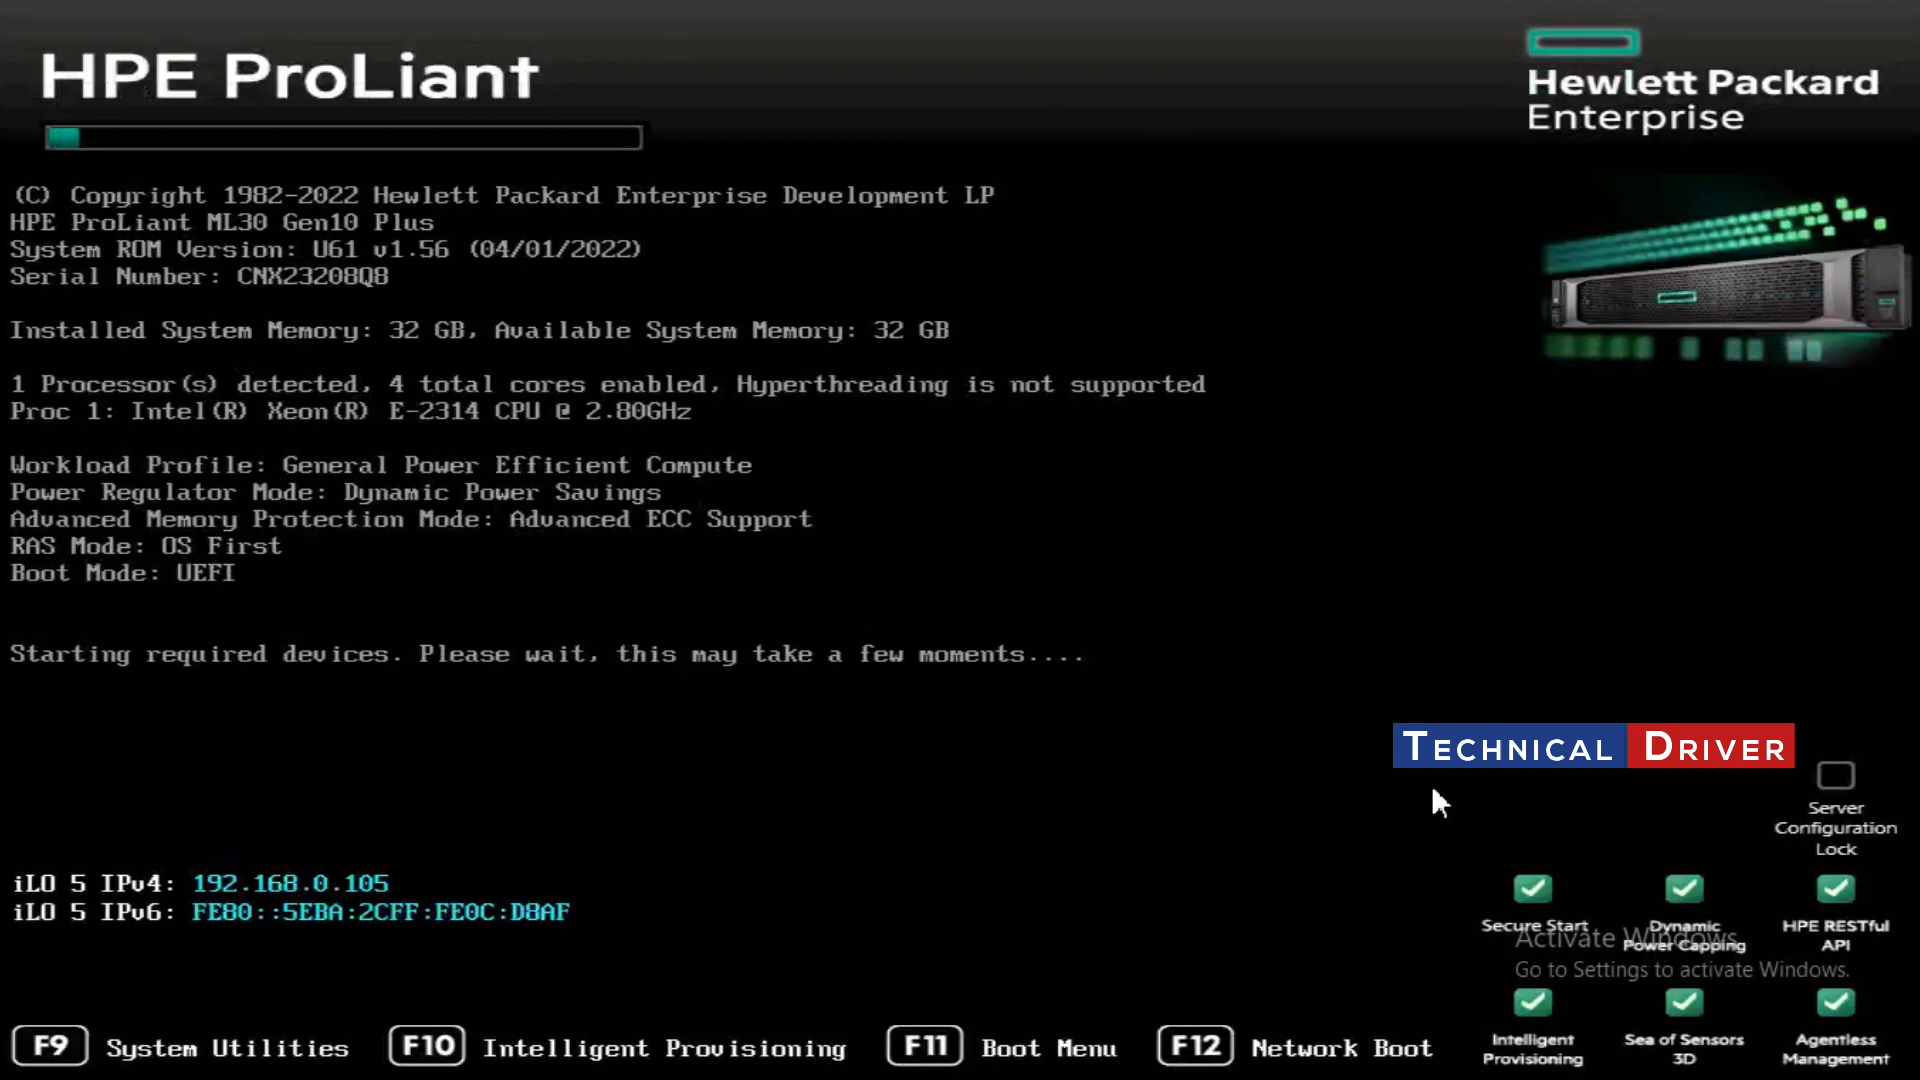 HPE ProLiant
Hewlett Packard
Enterprise
(C) Copyright 1982-2022 Hewlett Packard Enterprise Development LP
HPE ProLiant ML30 Gen10 Plus
System ROM Version: U61 v1.56 (04/01/2022)
Serial Number: CNX23208Q8
Installed System Memory: 32 GB, Available System Memory: 32 GB
1 Processor(s) detected, 4 total cores enabled, Hyperthreading is not supported
Proc 1: Intel(R) Xeon(R) E-2314 CPU @ 2.80GHz
Workload Profile: General Power Efficient Compute
Power Regulator Mode: Dynamic Power Savings
Advanced Memory Protection Mode: Advanced ECC Support
RAS Mode: OS First
Boot Mode: UEFI
Starting required devices. Please wait, this may take a few moments....
TECHNICAL DRIVER
Server
Configuration
Lock
iLO 5 IPv4: 192.168.0.105
iLO 5 IPv6: FE80::5EBA:2CFF:FE0C:D8AF
Secure Start
Dynamic
Power Capping
HPE RESTful
API
Activate Windows
Go to Settings to activate Windows.
Intelligent
Provisioning
Sea of Sensors
3D
Agentless
Management
F9 System Utilities F10 Intelligent Provisioning F11 Boot Menu F12 Network Boot